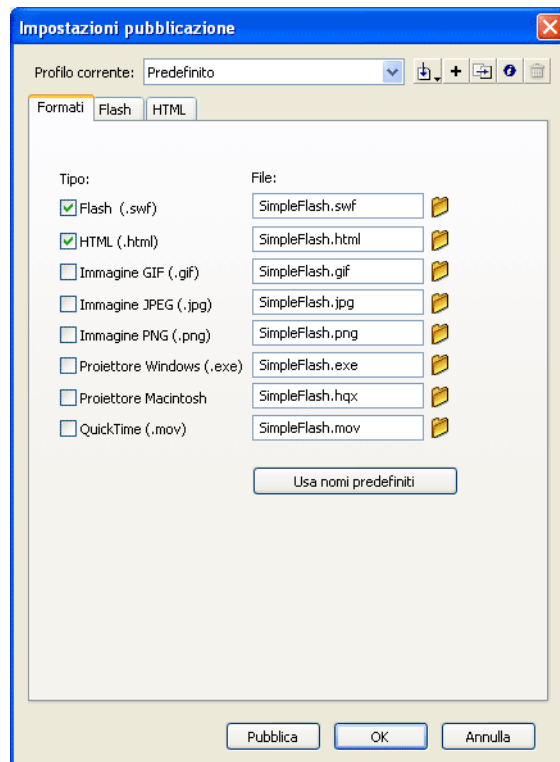 Impostazioni pubblicazione
Profilo corrente: Predefinito
Formati Flash HTML
Tipo: File:
Flash (.swf) SimpleFlash.swf
HTML (.html) SimpleFlash.html
Immagine GIF (.gif) SimpleFlash.gif
Immagine JPEG (.jpg) SimpleFlash.jpg
Immagine PNG (.png) SimpleFlash.png
Proiettore Windows (.exe) SimpleFlash.exe
Proiettore Macintosh SimpleFlash.hqx
QuickTime (.mov) SimpleFlash.mov
Usa nomi predefiniti
Pubblica OK Annulla